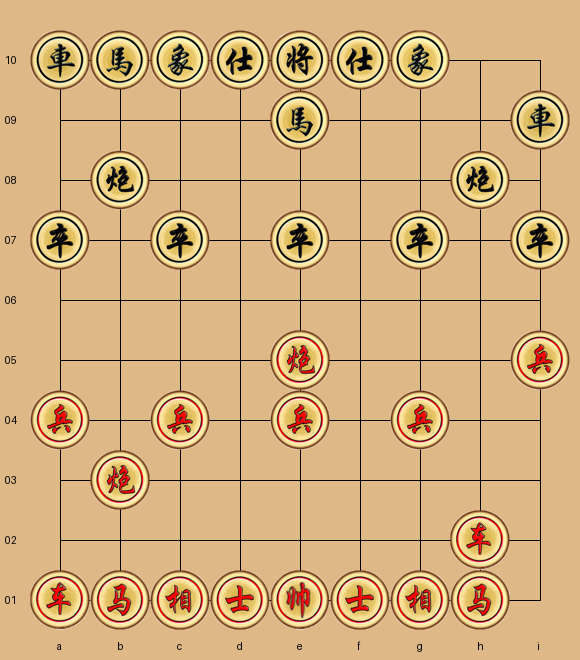 10 車 馬 象 仕 将 仕 象
09 馬 車
08 炮 炮
07 卒 卒 卒 卒 卒
06
05 炮 兵
04 兵 兵 兵 兵
03 炮
02 车
01 车 马 相 士 帅 士 相 马
a b c d e f g h i